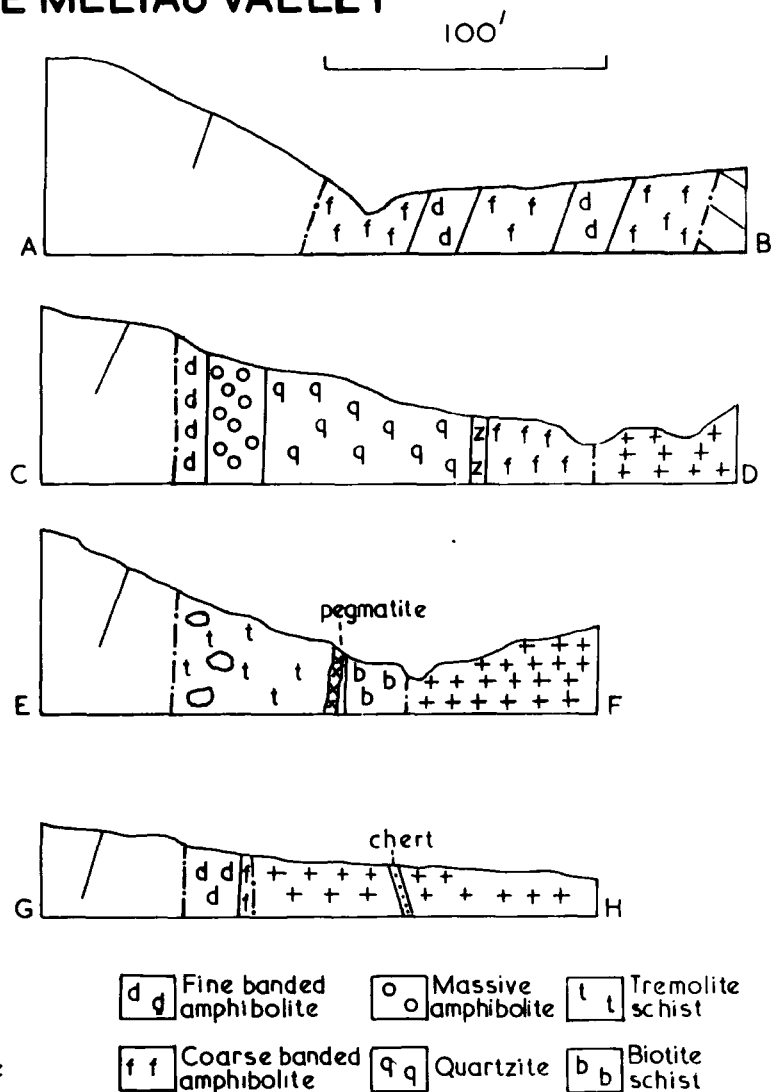 E MELIAU VALLEY
100'
f f f f f
d d
f f f
d d
f f f f f
A B
d d d d
q q q q q q q q
z z
f f f f f f
C D
pegmatite
t t t t t t
b b b
E F
chert
d d d
f f
G H
d d Fine banded
amphibolite
Massive
amphibolite
t t Tremolite
schist
f f Coarse banded
amphibolite
q q Quartzite
b b Biotite
schist